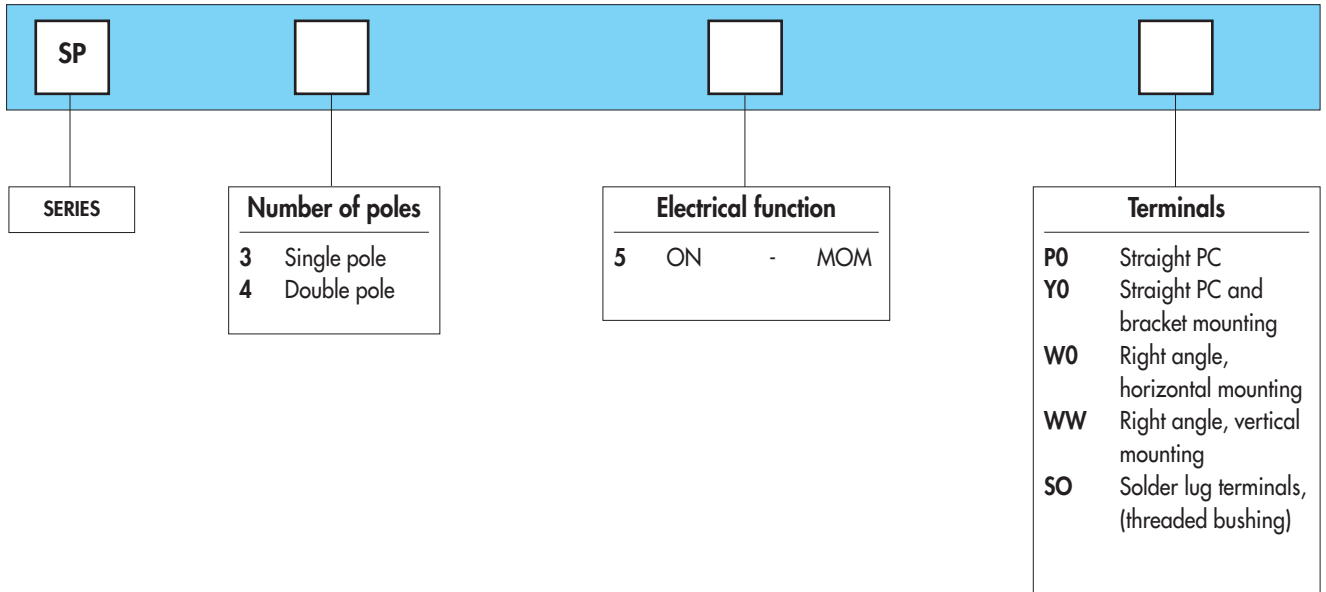 SP
SERIES
Number of poles
3 Single pole
4 Double pole
Electrical function
5 ON - MOM
Terminals
P0 Straight PC
Y0 Straight PC and
bracket mounting
W0 Right angle,
horizontal mounting
WW Right angle, vertical
mounting
SO Solder lug terminals,
(threaded bushing)